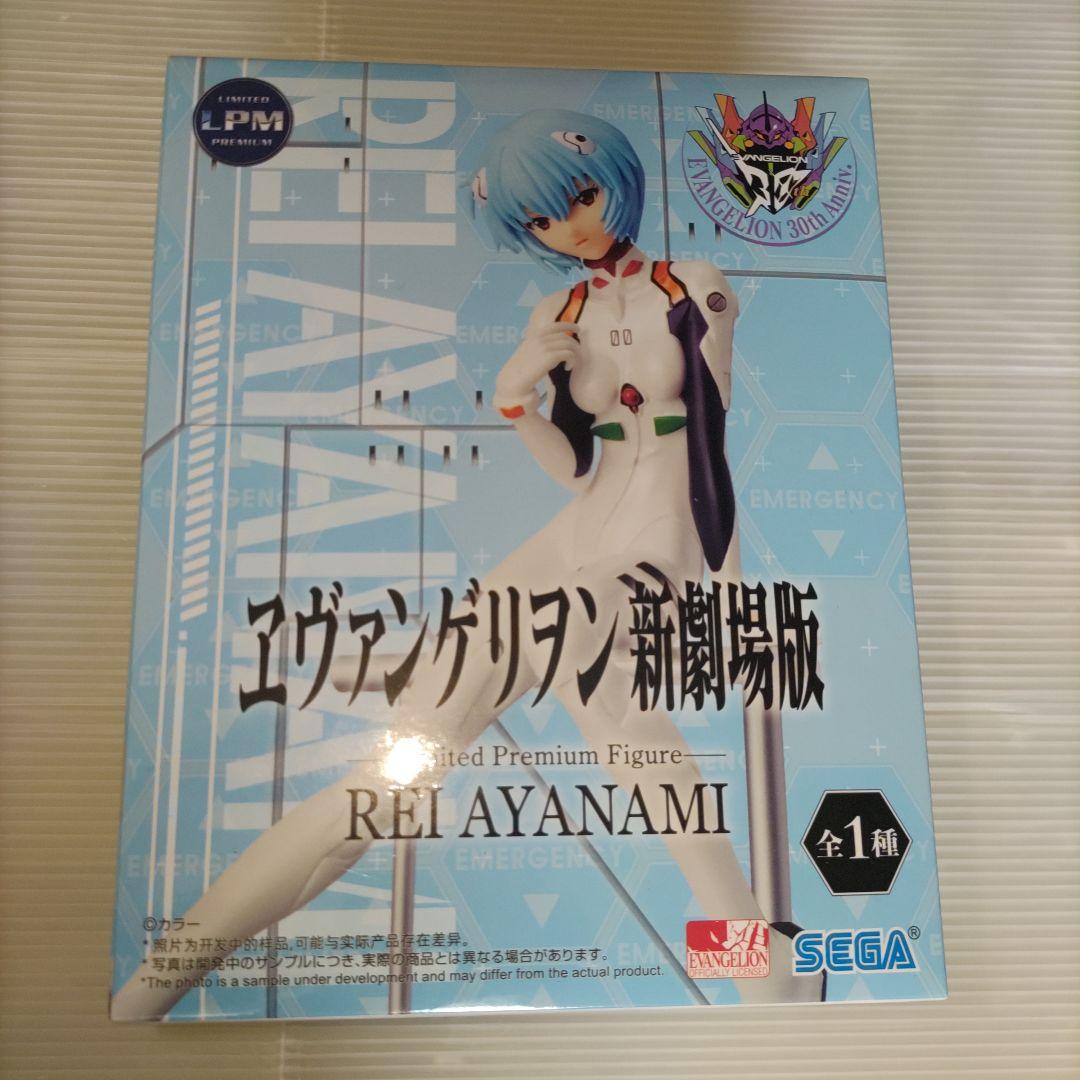 LIMITED
LPM
PREMIUM
EVANGELION
30th
EVANGELION 30th Anniv.
REI AYANAMI
EMERGENCY
EMERGENCY
EMERGENCY
EMERGENCY
00
ヱヴァンゲリヲン 新劇場版
Premium Figure
REI AYANAMI
全1種
EMERGENCY
©カラー
*照片为开发中的样品,可能与实际产品存在差异。
*写真は開発中のサンプルにつき、実際の商品とは異なる場合があります。
*The photo is a sample under development and may differ from the actual product.
EVANGELION
OFFICIALLY LICENSED
SEGA®